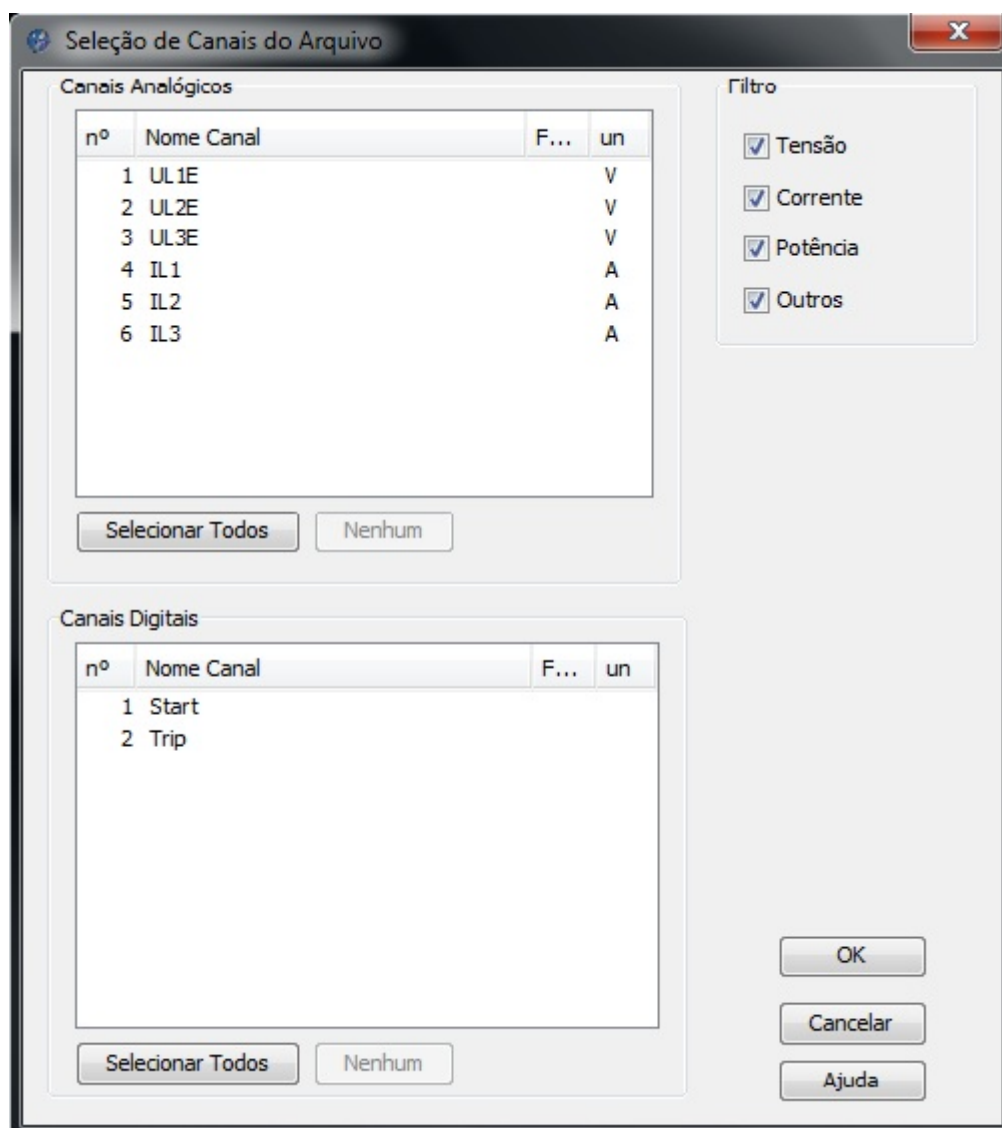 Seleção de Canais do Arquivo
Canais Analógicos
nº Nome Canal F... un
1 UL1E V
2 UL2E V
3 UL3E V
4 IL1 A
5 IL2 A
6 IL3 A
Selecionar Todos Nenhum
Filtro
Tensão
Corrente
Potência
Outros
Canais Digitais
nº Nome Canal F... un
1 Start
2 Trip
Selecionar Todos Nenhum
OK
Cancelar
Ajuda